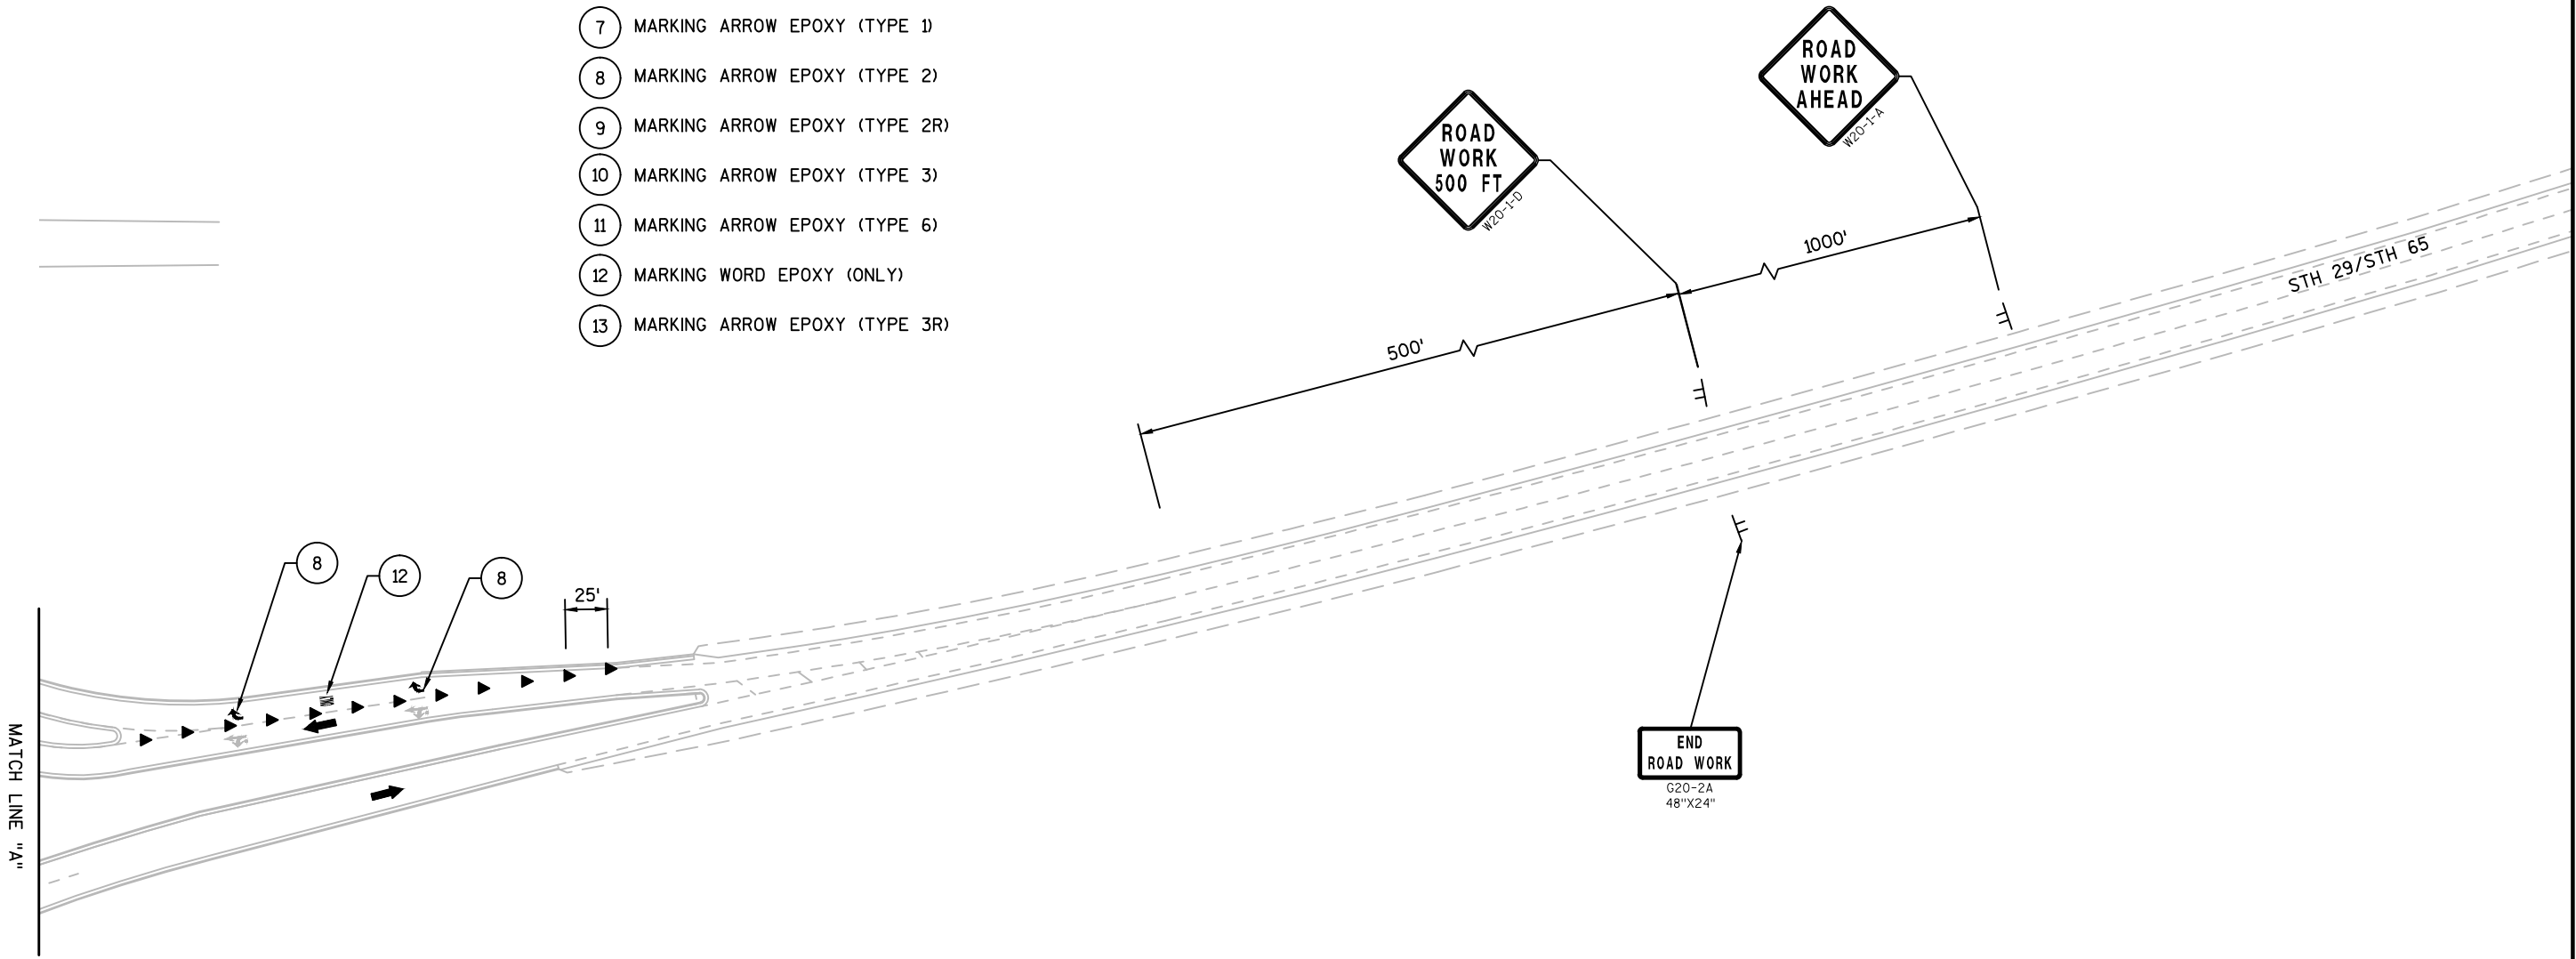 7 MARKING ARROW EPOXY (TYPE 1)
8 MARKING ARROW EPOXY (TYPE 2)
9 MARKING ARROW EPOXY (TYPE 2R)
10 MARKING ARROW EPOXY (TYPE 3)
11 MARKING ARROW EPOXY (TYPE 6)
12 MARKING WORD EPOXY (ONLY)
13 MARKING ARROW EPOXY (TYPE 3R)
ROAD
WORK
AHEAD
W20-1-A
ROAD
WORK
500 FT
W20-1-D
1000'
500'
STH 29/STH 65
8
12
8
25'
END
ROAD WORK
G20-2A
48"X24"
MATCH LINE "A"